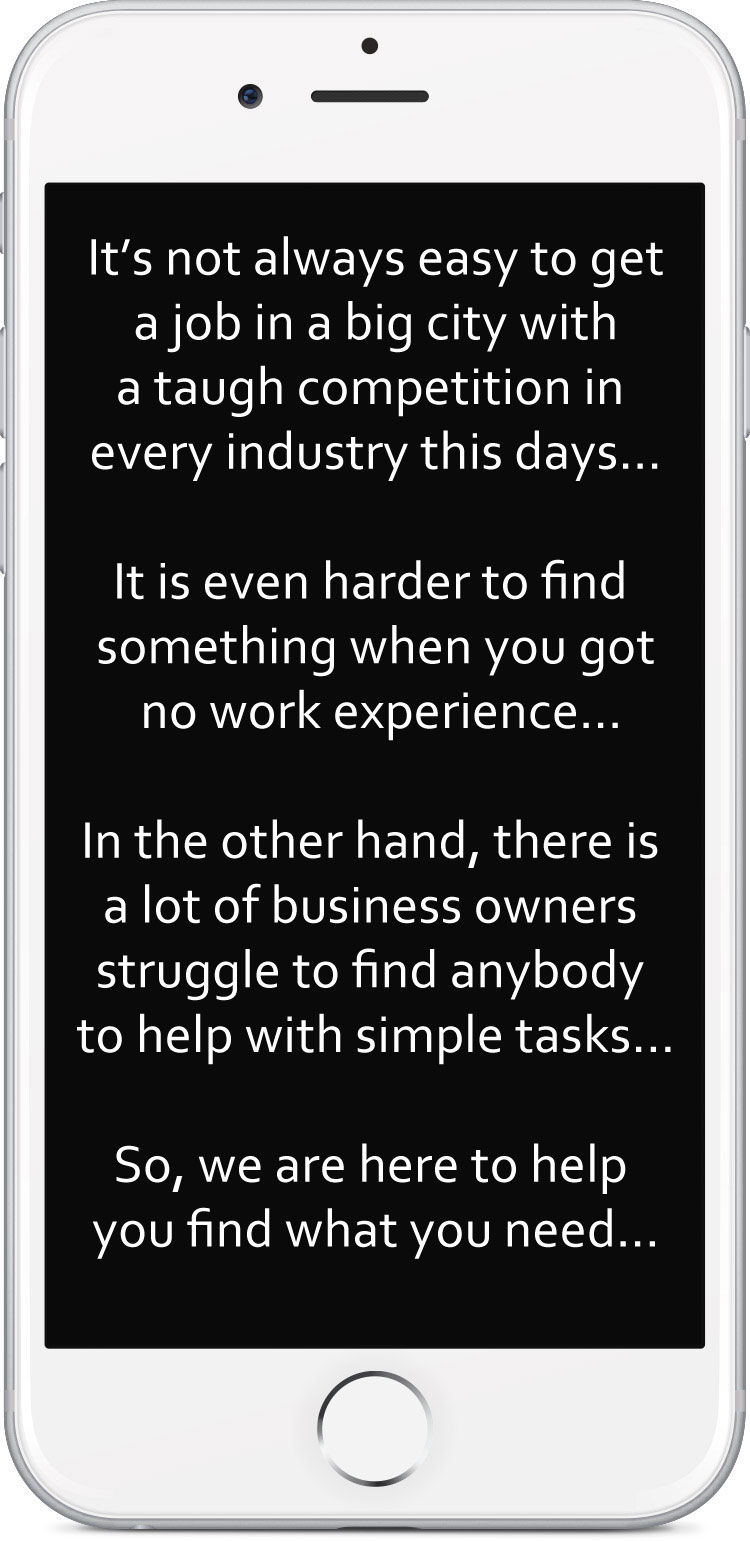 It’s not always easy to get
a job in a big city with
a taugh competition in
every industry this days...
It is even harder to find
something when you got
no work experience...
In the other hand, there is
a lot of business owners
struggle to find anybody
to help with simple tasks...
So, we are here to help
you find what you need...